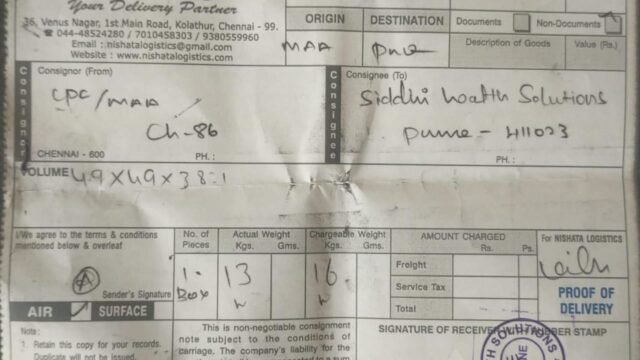 Your Delivery Partner
36, Venus Nagar, 1st Main Road, Kolathur, Chennai - 99.
☎ 044-48524280 / 7010458303 / 9380559960
Email : nishatalogistics@gmail.com
Website : www.nishatalogistics.com
ORIGIN
MAA
DESTINATION
PNQ
Documents
Non-Documents
Description of Goods
Value (Rs.)
Consignor
Consignor (From)
CPC/MAA
Ch-86
CHENNAI - 600
PH. :
Consignee
Consignee (To)
Siddhi Health Solutions
Pune - 411023
PH. :
VOLUME 49X49X38:1
I/We agree to the terms & conditions
mentioned below & overleaf
Sender's Signature
No. of
Pieces
1.
Box
Actual Weight
Kgs. Gms.
13
Chargeable Weight
Kgs. Gms.
16
AMOUNT CHARGED
Rs. Ps.
Freight
Service Tax
Total
For NISHATA LOGISTICS
PROOF OF
DELIVERY
AIR
SURFACE
Note :
1. Retain this copy for your records.
Duplicate will not be issued.
This is non-negotiable consignment
note subject to the conditions of
carriage. The company's liability for the
SIGNATURE OF RECEIVER WITH RUBBER STAMP